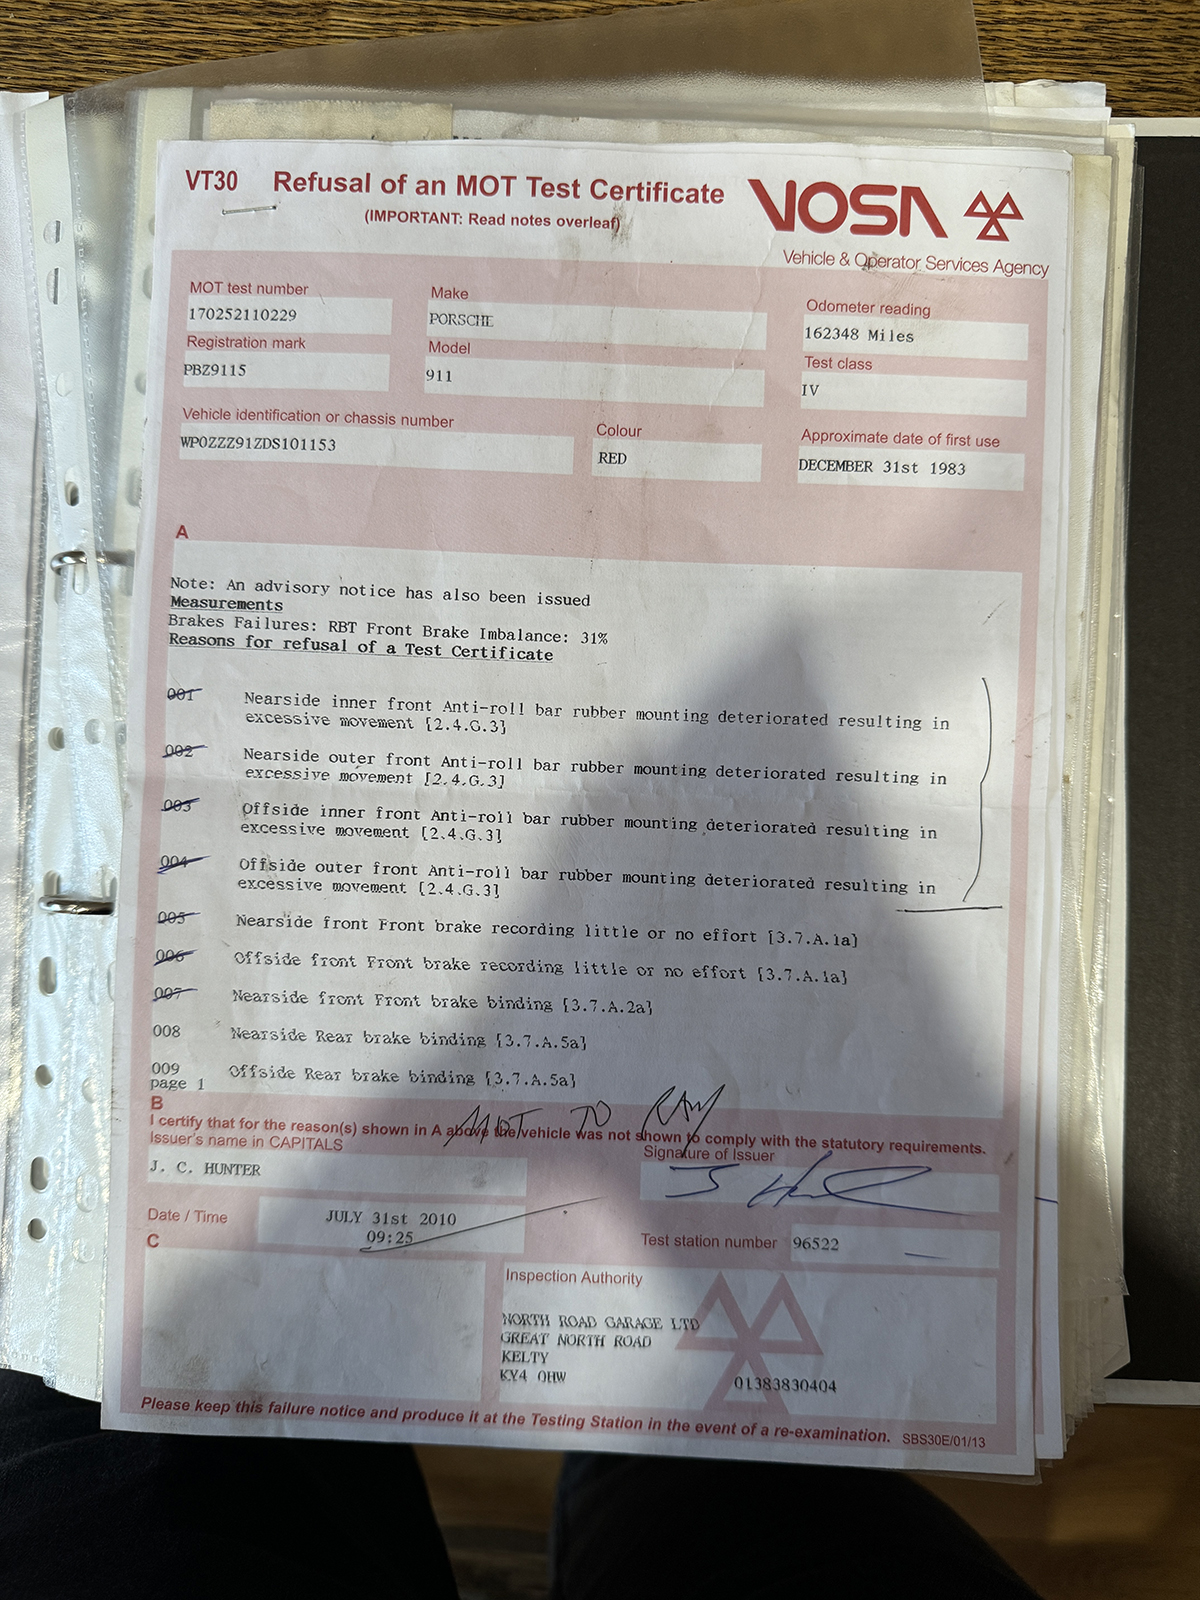 VT30 Refusal of an MOT Test Certificate
(IMPORTANT: Read notes overleaf)
VOSA
Vehicle & Operator Services Agency
MOT test number
170252110229
Make
PORSCHE
Odometer reading
162348 Miles
Registration mark
PBZ9115
Model
911
Test class
IV
Vehicle identification or chassis number
WP0ZZZ91ZDS101153
Colour
RED
Approximate date of first use
DECEMBER 31st 1983
A
Note: An advisory notice has also been issued
Measurements
Brakes Failures: RBT Front Brake Imbalance: 31%
Reasons for refusal of a Test Certificate
001 Nearside inner front Anti-roll bar rubber mounting deteriorated resulting in
excessive movement [2.4.G.3]
002 Nearside outer front Anti-roll bar rubber mounting deteriorated resulting in
excessive movement [2.4.G.3]
003 Offside inner front Anti-roll bar rubber mounting deteriorated resulting in
excessive movement [2.4.G.3]
004 Offside outer front Anti-roll bar rubber mounting deteriorated resulting in
excessive movement [2.4.G.3]
005 Nearside front Front brake recording little or no effort [3.7.A.1a]
006 Offside front Front brake recording little or no effort [3.7.A.1a]
007 Nearside front Front brake binding [3.7.A.2a]
008 Nearside Rear brake binding [3.7.A.5a]
009 Offside Rear brake binding [3.7.A.5a]
page 1
MOT TO
B
I certify that for the reason(s) shown in A above the vehicle was not shown to comply with the statutory requirements.
Issuer's name in CAPITALS
J. C. HUNTER
Signature of Issuer
Date / Time
JULY 31st 2010
09:25
Test station number 96522
C
Inspection Authority
NORTH ROAD GARAGE LTD
GREAT NORTH ROAD
KELTY
KY4 0HW
01383830404
Please keep this failure notice and produce it at the Testing Station in the event of a re-examination.
SBS30E/01/13